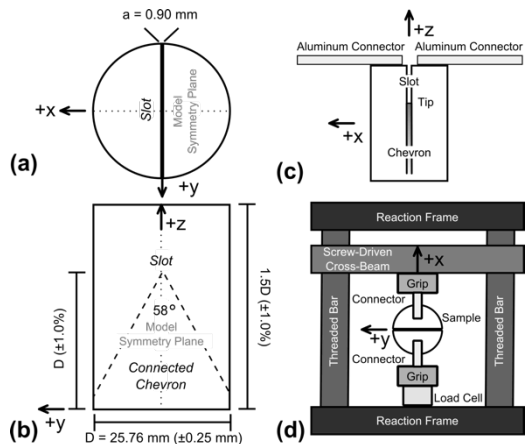 a = 0.90 mm
+x
Slot
Model
Symmetry Plane
+y
(a)
+z
Slot
58°
Model
Symmetry Plane
Connected
Chevron
D (±1.0%)
1.5D (±1.0%)
+y
D = 25.76 mm (±0.25 mm)
(b)
+z
Aluminum Connector
Aluminum Connector
Slot
Tip
+x
Chevron
(c)
Reaction Frame
Screw-Driven
Cross-Beam
+x
Grip
Connector
Sample
+y
Connector
Grip
Load Cell
Threaded Bar
Threaded Bar
Reaction Frame
(d)